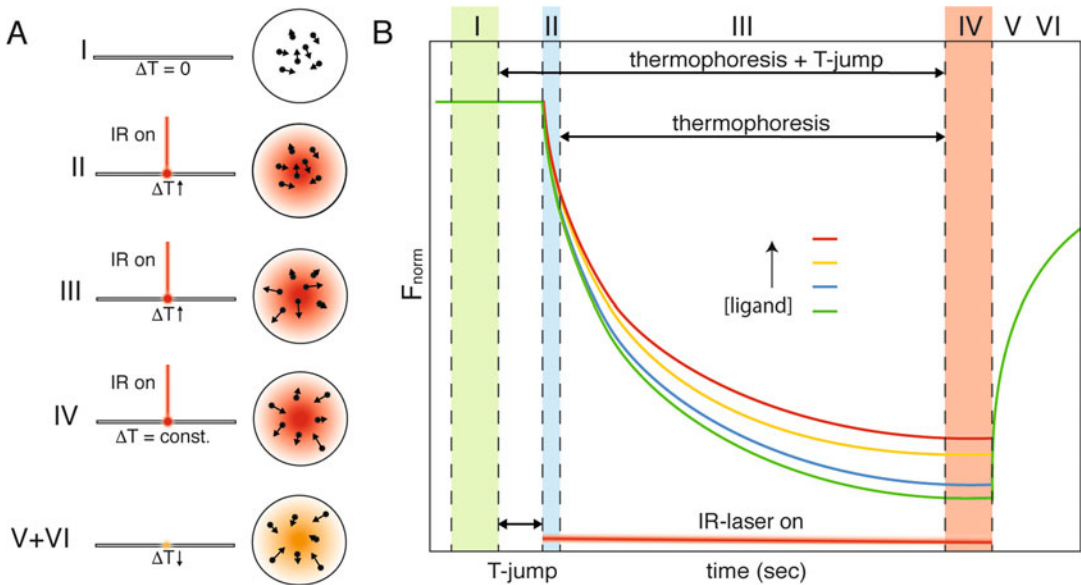 A
I
ΔT = 0
IR on
II
ΔT↑
IR on
III
ΔT↑
IR on
IV
ΔT = const.
V+VI
ΔT↓
B
I II III IV V VI
thermophoresis + T-jump
thermophoresis
[ligand]
Fnorm
IR-laser on
T-jump
time (sec)